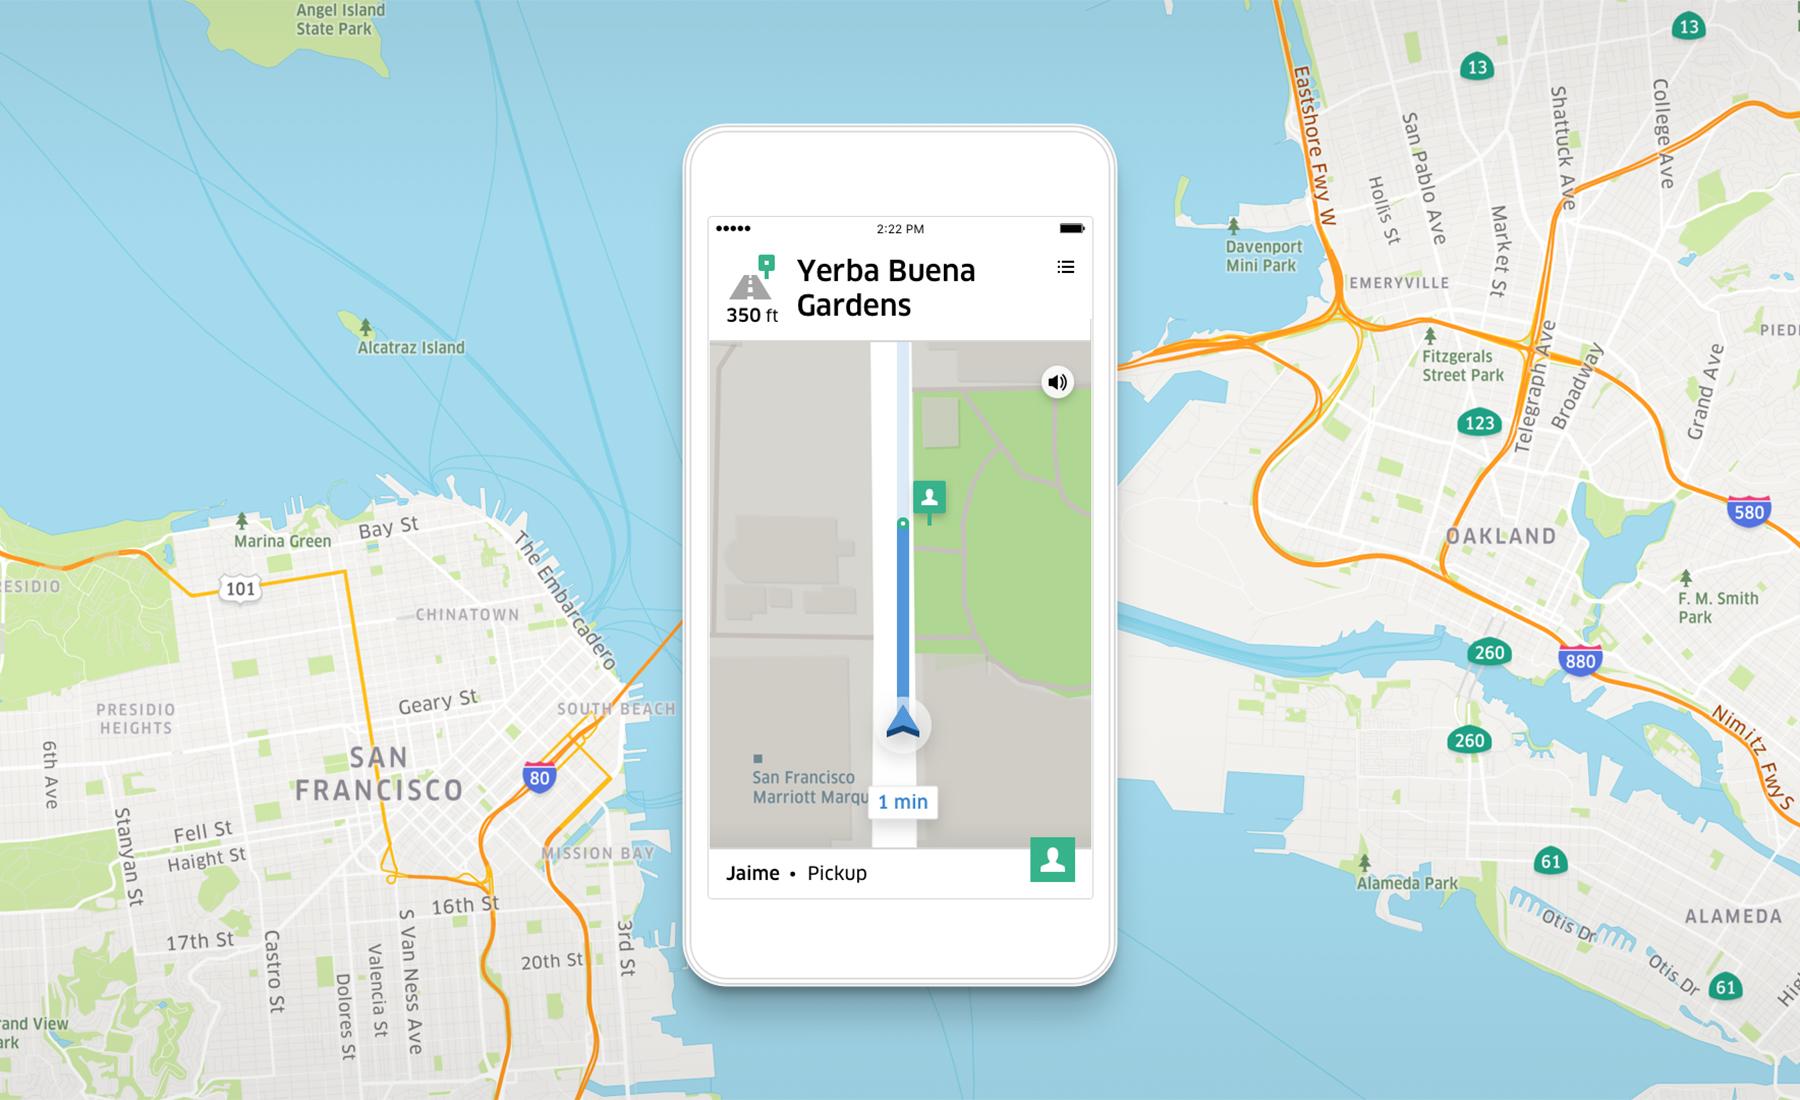 Angel Island
State Park
Alcatraz Island
Marina Green
Bay St
The Embarcadero
101
CHINATOWN
PRESIDIO
HEIGHTS
Geary St
SOUTH BEACH
6th Ave
SAN
FRANCISCO
80
Stanyan St
Fell St
Haight St
MISSION BAY
16th St
17th St
Castro St
Dolores St
Valencia St
S Van Ness Ave
20th St
3rd St
2:22 PM
350 ft
Yerba Buena
Gardens
San Francisco
Marriott Marqu
1 min
Jaime • Pickup
13
13
Eastshore Fwy W
San Pablo Ave
Hollis St
Market St
Shattuck Ave
College Ave
Davenport
Mini Park
EMERYVILLE
Fitzgerals
Street Park
Telegraph Ave
Broadway
Grand Ave
PIED
123
580
OAKLAND
F. M. Smith
Park
260
880
260
Nimitz FwyS
61
Alameda Park
ALAMEDA
Otis Dr
Otis Dr
61